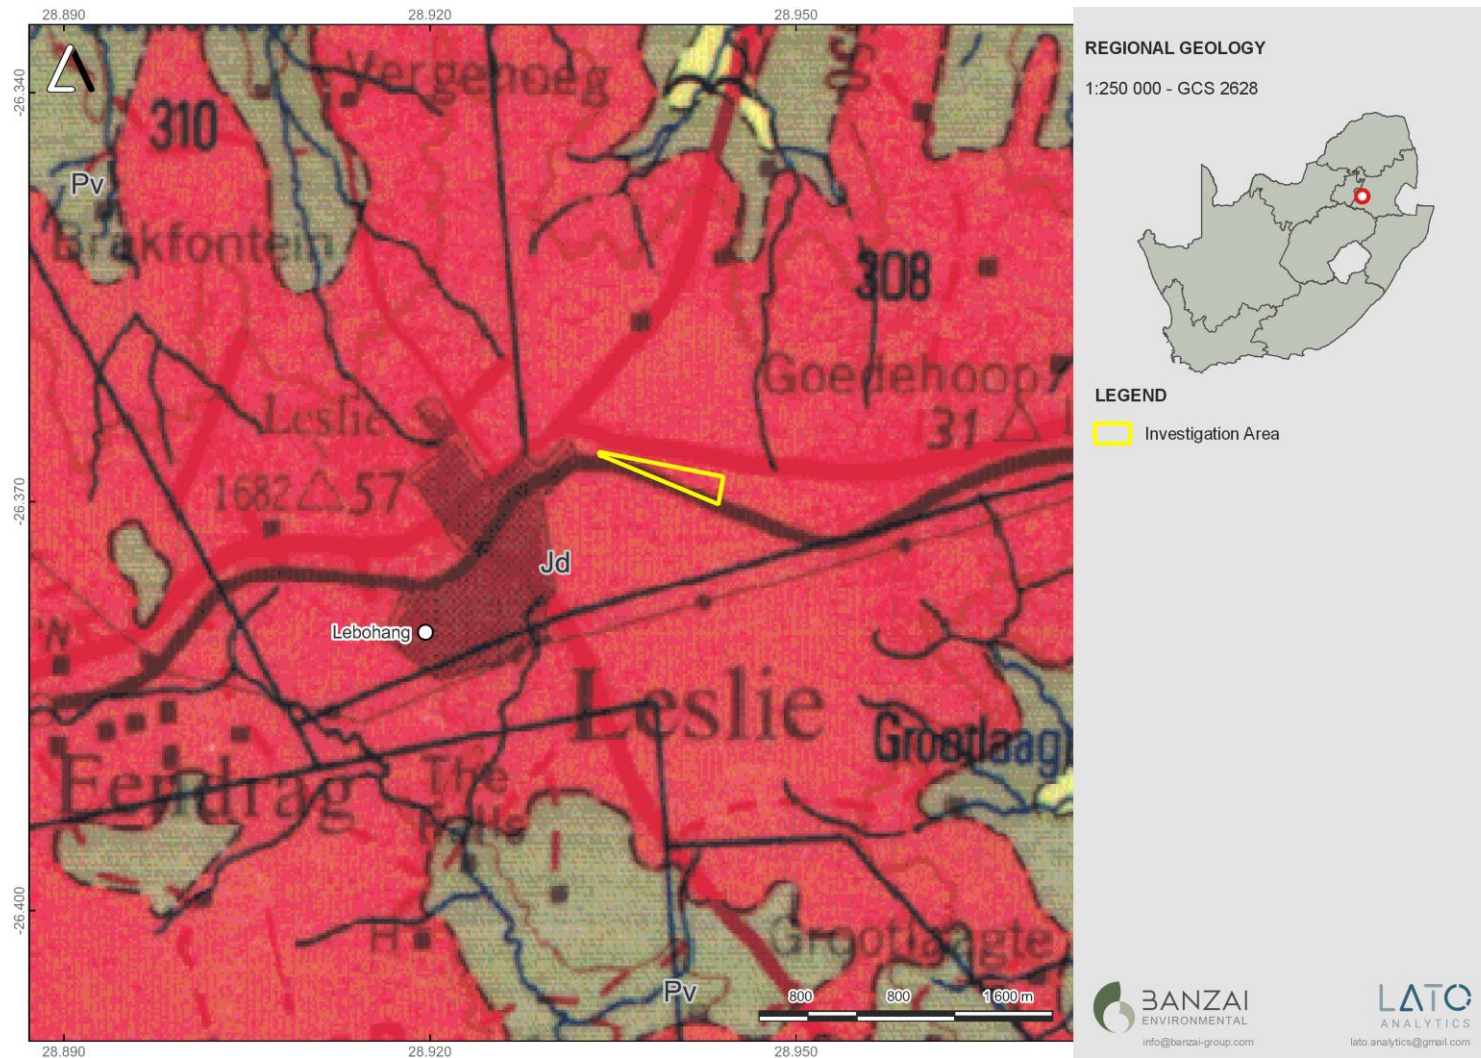 28.890
28.920
28.950
-26.340
-26.370
-26.400
Vergenoeg
310
Pv
Brakfontein
308
Goedehoop 7
31
Leslie
1682
57
Jd
Lebohang
Leslie
Grootlaag
Eendrag
The
Falls
H
Grootlaagte
Pv
800
800
1 600 m
28.890
28.920
28.950
REGIONAL GEOLOGY
1:250 000 - GCS 2628
LEGEND
Investigation Area
BANZAI
ENVIRONMENTAL
info@banzai-group.com
LATO
ANALYTICS
lato.analytics@gmail.com